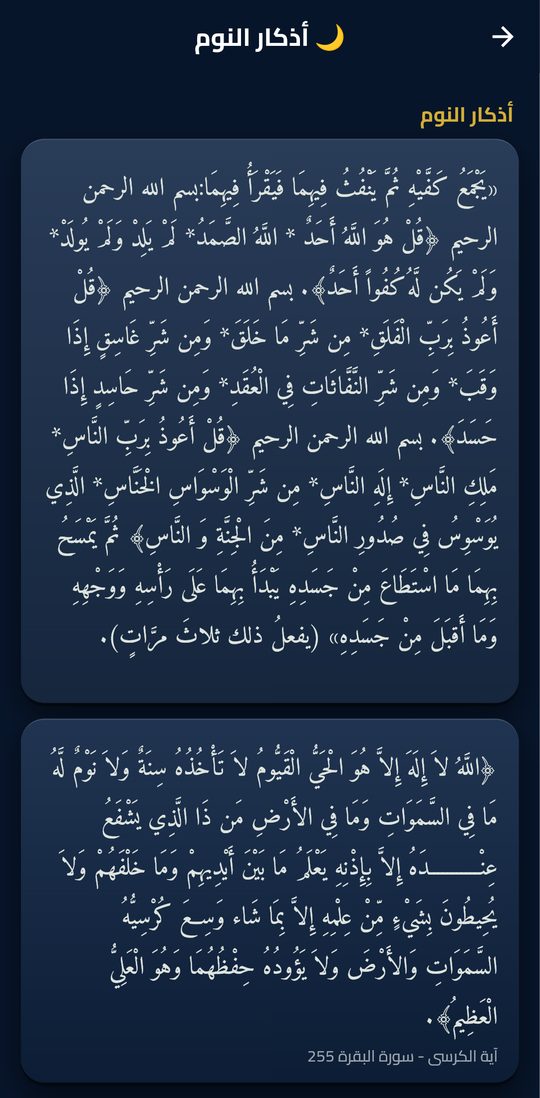 🌙 أذكار النوم
أذكار النوم
«يَجْمَعُ كَفَّيْهِ ثُمَّ يَنْفُثُ فِيهِمَا فَيَقْرَأُ فِيهِمَا:بسم الله الرحمن
الرحيم ﴿قُلْ هُوَ اللَّهُ أَحَدٌ * اللَّهُ الصَّمَدُ* لَمْ يَلِدْ وَلَمْ يُولَدْ*
وَلَمْ يَكُن لَّهُ كُفُواً أَحَدٌ﴾. بسم الله الرحمن الرحيم ﴿قُلْ
أَعُوذُ بِرَبِّ الْفَلَقِ* مِن شَرِّ مَا خَلَقَ* وَمِن شَرِّ غَاسِقٍ إِذَا
وَقَبَ* وَمِن شَرِّ النَّفَّاثَاتِ فِي الْعُقَدِ* وَمِن شَرِّ حَاسِدٍ إِذَا
حَسَدَ﴾. بسم الله الرحمن الرحيم ﴿قُلْ أَعُوذُ بِرَبِّ النَّاسِ*
مَلِكِ النَّاسِ* إِلَهِ النَّاسِ* مِن شَرِّ الْوَسْوَاسِ الْخَنَّاسِ* الَّذِي
يُوَسْوِسُ فِي صُدُورِ النَّاسِ* مِنَ الْجِنَّةِ وَ النَّاسِ﴾ ثُمَّ يَمْسَحُ
بِهِمَا مَا اسْتَطَاعَ مِنْ جَسَدِهِ يَبْدَأُ بِهِمَا عَلَى رَأْسِهِ وَوَجْهِهِ
وَمَا أَقبَلَ مِنْ جَسَدِهِ» (يفعلُ ذلك ثلاثَ مرَّاتٍ).
﴿اللَّهُ لاَ إِلَهَ إِلاَّ هُوَ الْحَيُّ الْقَيُّومُ لاَ تَأْخُذُهُ سِنَةٌ وَلاَ نَوْمٌ لَّهُ
مَا فِي السَّمَوَاتِ وَمَا فِي الأَرْضِ مَن ذَا الَّذِي يَشْفَعُ
عِنْـــــــدَهُ إِلاَّ بِإِذْنِهِ يَعْلَمُ مَا بَيْنَ أَيْدِيهِمْ وَمَا خَلْفَهُمْ وَلاَ
يُحِيطُونَ بِشَيْءٍ مِّنْ عِلْمِهِ إِلاَّ بِمَا شَاء وَسِعَ كُرْسِيُّهُ
السَّمَوَاتِ وَالأَرْضَ وَلاَ يَؤُودُهُ حِفْظُهُمَا وَهُوَ الْعَلِيُّ
الْعَظِيمُ﴾.
آية الكرسى - سورة البقرة 255